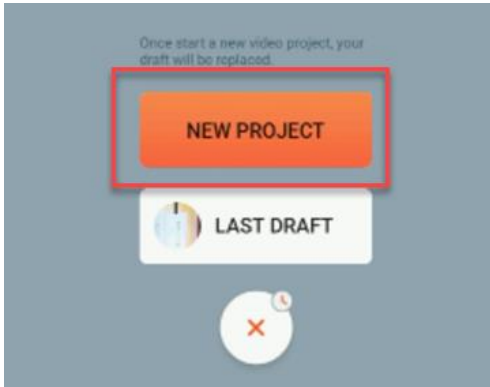 Once start a new video project, your
draft will be replaced.
NEW PROJECT
LAST DRAFT